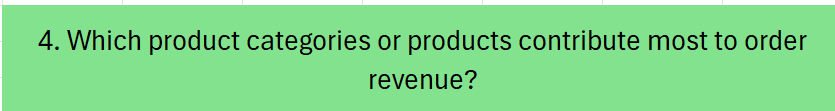 4. Which product categories or products contribute most to order
revenue?